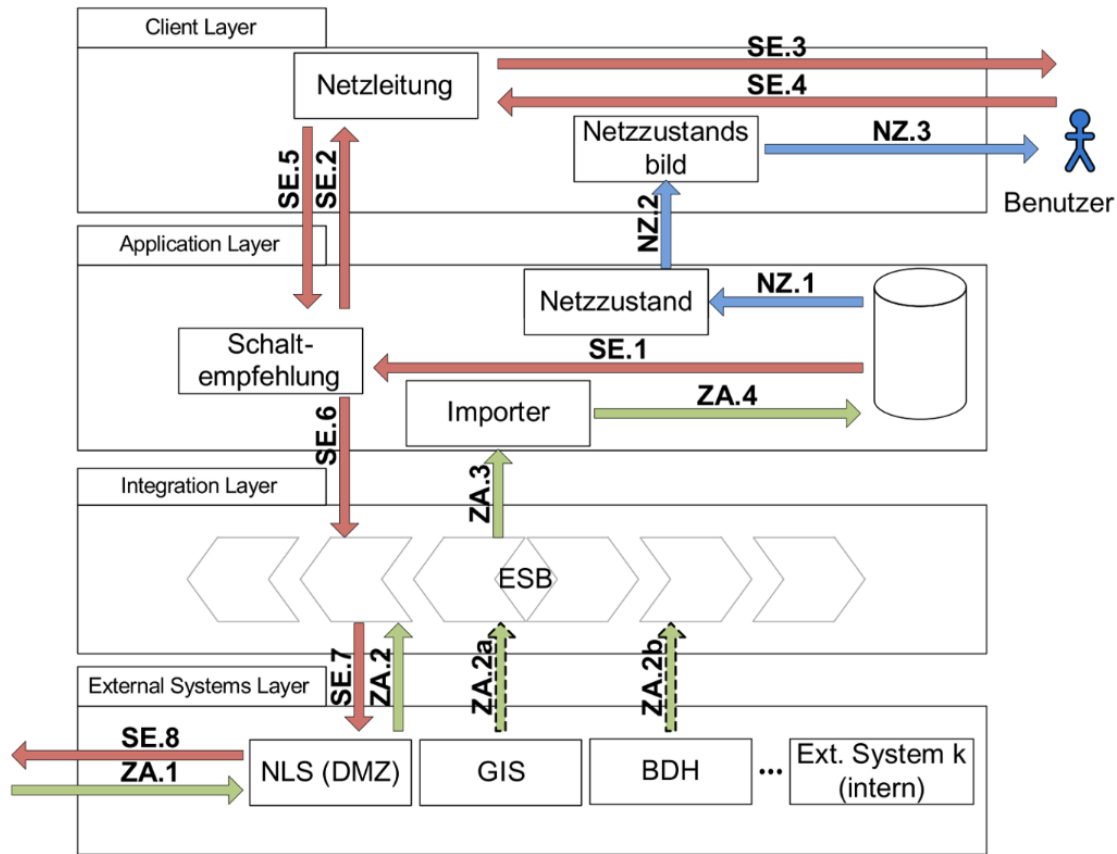 Client Layer
Netzleitung
SE.3
SE.4
Netzzustands
bild
NZ.3
Benutzer
SE.5
SE.2
NZ.2
Application Layer
Netzzustand
NZ.1
Schalt-
empfehlung
SE.1
Importer
ZA.4
SE.6
ZA.3
Integration Layer
ESB
SE.7
ZA.2
ZA.2a
ZA.2b
External Systems Layer
SE.8
ZA.1
NLS (DMZ)
GIS
BDH
...
Ext. System k
(intern)